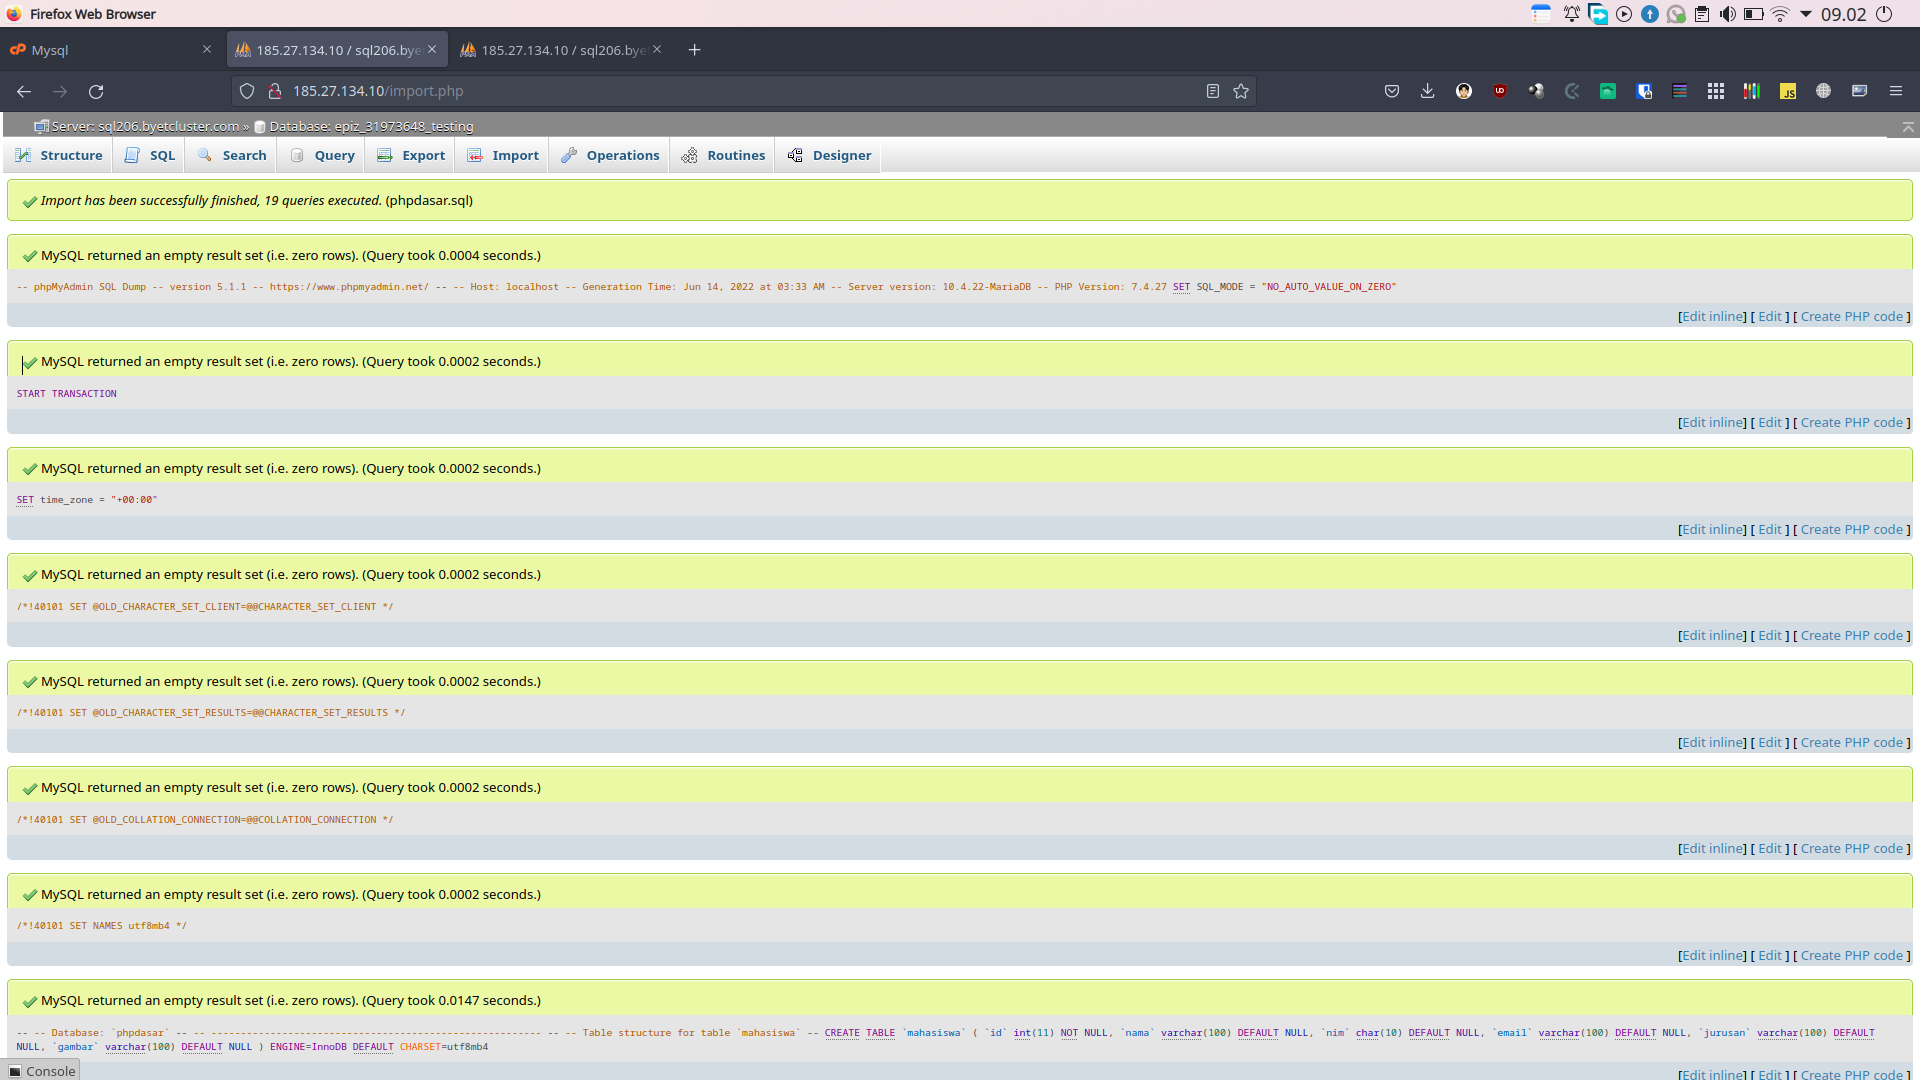 Firefox Web Browser
09.02
Mysql
185.27.134.10 / sql206.bye
185.27.134.10 / sql206.bye
185.27.134.10/import.php
Server: sql206.byetcluster.com » Database: epiz_31973648_testing
Structure SQL Search Query Export Import Operations Routines Designer
Import has been successfully finished, 19 queries executed. (phpdasar.sql)
MySQL returned an empty result set (i.e. zero rows). (Query took 0.0004 seconds.)
-- phpMyAdmin SQL Dump -- version 5.1.1 -- https://www.phpmyadmin.net/ -- -- Host: localhost -- Generation Time: Jun 14, 2022 at 03:33 AM -- Server version: 10.4.22-MariaDB -- PHP Version: 7.4.27 SET SQL_MODE = "NO_AUTO_VALUE_ON_ZERO"
[Edit inline] [ Edit ] [ Create PHP code ]
MySQL returned an empty result set (i.e. zero rows). (Query took 0.0002 seconds.)
START TRANSACTION
[Edit inline] [ Edit ] [ Create PHP code ]
MySQL returned an empty result set (i.e. zero rows). (Query took 0.0002 seconds.)
SET time_zone = "+00:00"
[Edit inline] [ Edit ] [ Create PHP code ]
MySQL returned an empty result set (i.e. zero rows). (Query took 0.0002 seconds.)
/*!40101 SET @OLD_CHARACTER_SET_CLIENT=@@CHARACTER_SET_CLIENT */
[Edit inline] [ Edit ] [ Create PHP code ]
MySQL returned an empty result set (i.e. zero rows). (Query took 0.0002 seconds.)
/*!40101 SET @OLD_CHARACTER_SET_RESULTS=@@CHARACTER_SET_RESULTS */
[Edit inline] [ Edit ] [ Create PHP code ]
MySQL returned an empty result set (i.e. zero rows). (Query took 0.0002 seconds.)
/*!40101 SET @OLD_COLLATION_CONNECTION=@@COLLATION_CONNECTION */
[Edit inline] [ Edit ] [ Create PHP code ]
MySQL returned an empty result set (i.e. zero rows). (Query took 0.0002 seconds.)
/*!40101 SET NAMES utf8mb4 */
[Edit inline] [ Edit ] [ Create PHP code ]
MySQL returned an empty result set (i.e. zero rows). (Query took 0.0147 seconds.)
-- -- Database: `phpdasar` -- -- -------------------------------------------------------- -- -- Table structure for table `mahasiswa` -- CREATE TABLE `mahasiswa` ( `id` int(11) NOT NULL, `nama` varchar(100) DEFAULT NULL, `nim` char(10) DEFAULT NULL, `email` varchar(100) DEFAULT NULL, `jurusan` varchar(100) DEFAULT
NULL, `gambar` varchar(100) DEFAULT NULL ) ENGINE=InnoDB DEFAULT CHARSET=utf8mb4
[Edit inline] [ Edit ] [ Create PHP code ]
Console